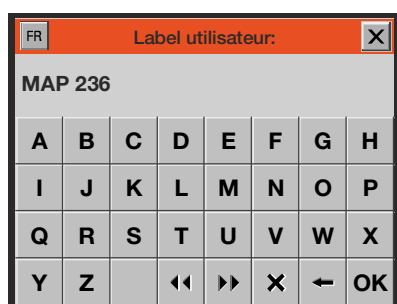 FR Label utilisateur: X
MAP 236
A B C D E F G H
I J K L M N O P
Q R S T U V W X
Y Z ◄◄ ►► X ← OK